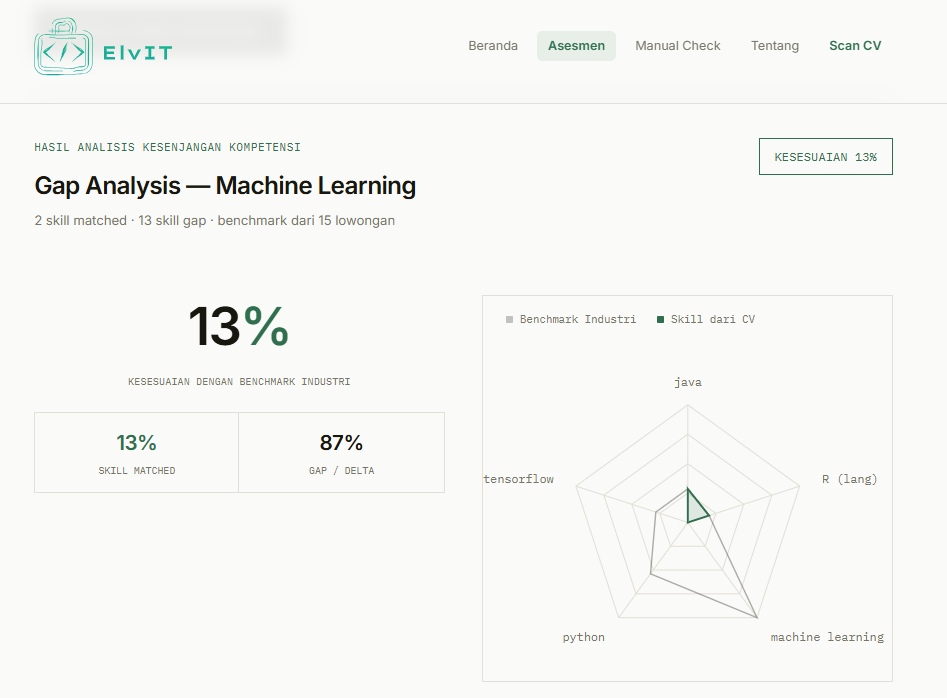 ElvIT
Beranda Asesmen Manual Check Tentang Scan CV
HASIL ANALISIS KESENJANGAN KOMPETENSI
KESESUAIAN 13%
Gap Analysis — Machine Learning
2 skill matched · 13 skill gap · benchmark dari 15 lowongan
13%
KESESUAIAN DENGAN BENCHMARK INDUSTRI
13%
SKILL MATCHED
87%
GAP / DELTA
Benchmark Industri Skill dari CV
java
tensorflow
R (lang)
python
machine learning